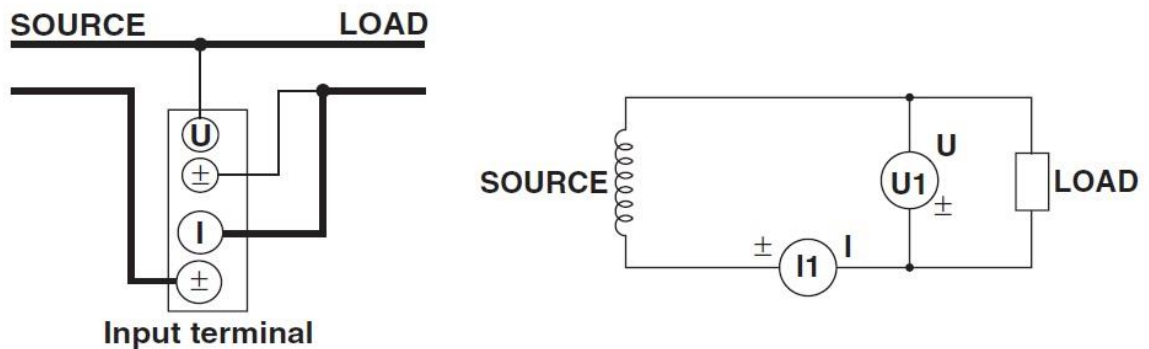 SOURCE LOAD
U
±
I
±
Input terminal
U
SOURCE U1 LOAD
±
± I
I1